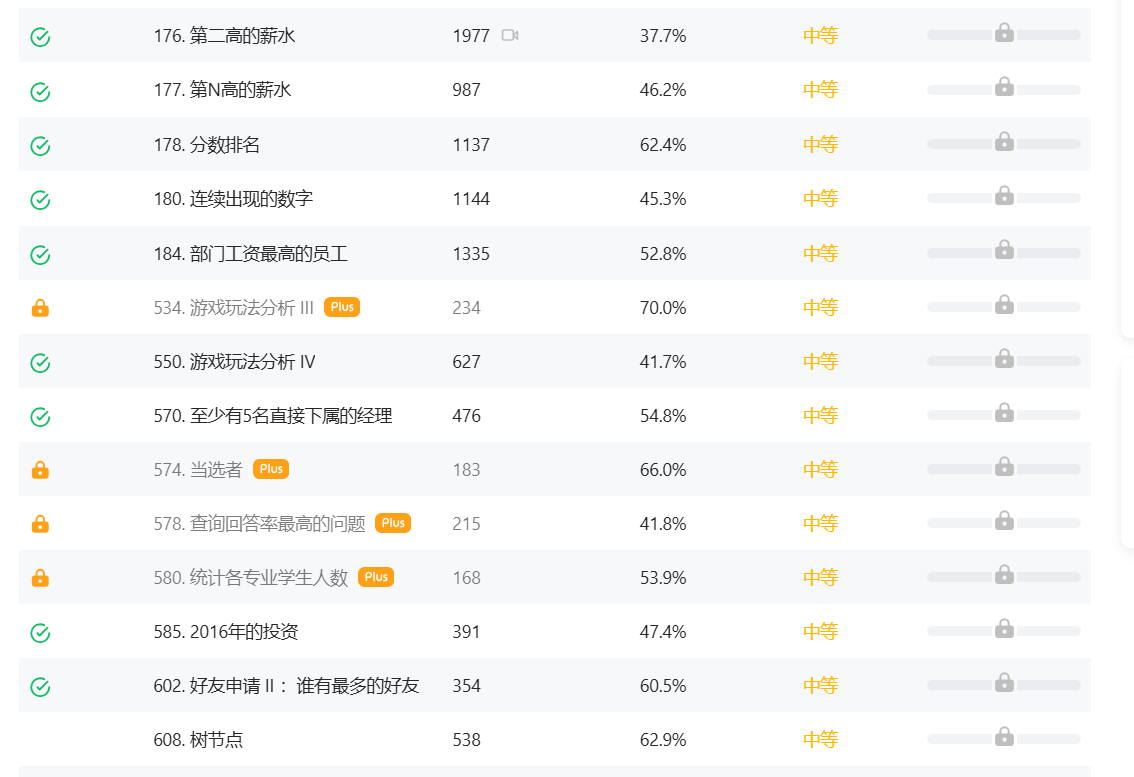 176. 第二高的薪水 1977 37.7% 中等
177. 第N高的薪水 987 46.2% 中等
178. 分数排名 1137 62.4% 中等
180. 连续出现的数字 1144 45.3% 中等
184. 部门工资最高的员工 1335 52.8% 中等
534. 游戏玩法分析 III Plus 234 70.0% 中等
550. 游戏玩法分析 IV 627 41.7% 中等
570. 至少有5名直接下属的经理 476 54.8% 中等
574. 当选者 Plus 183 66.0% 中等
578. 查询回答率最高的问题 Plus 215 41.8% 中等
580. 统计各专业学生人数 Plus 168 53.9% 中等
585. 2016年的投资 391 47.4% 中等
602. 好友申请 II ：谁有最多的好友 354 60.5% 中等
608. 树节点 538 62.9% 中等